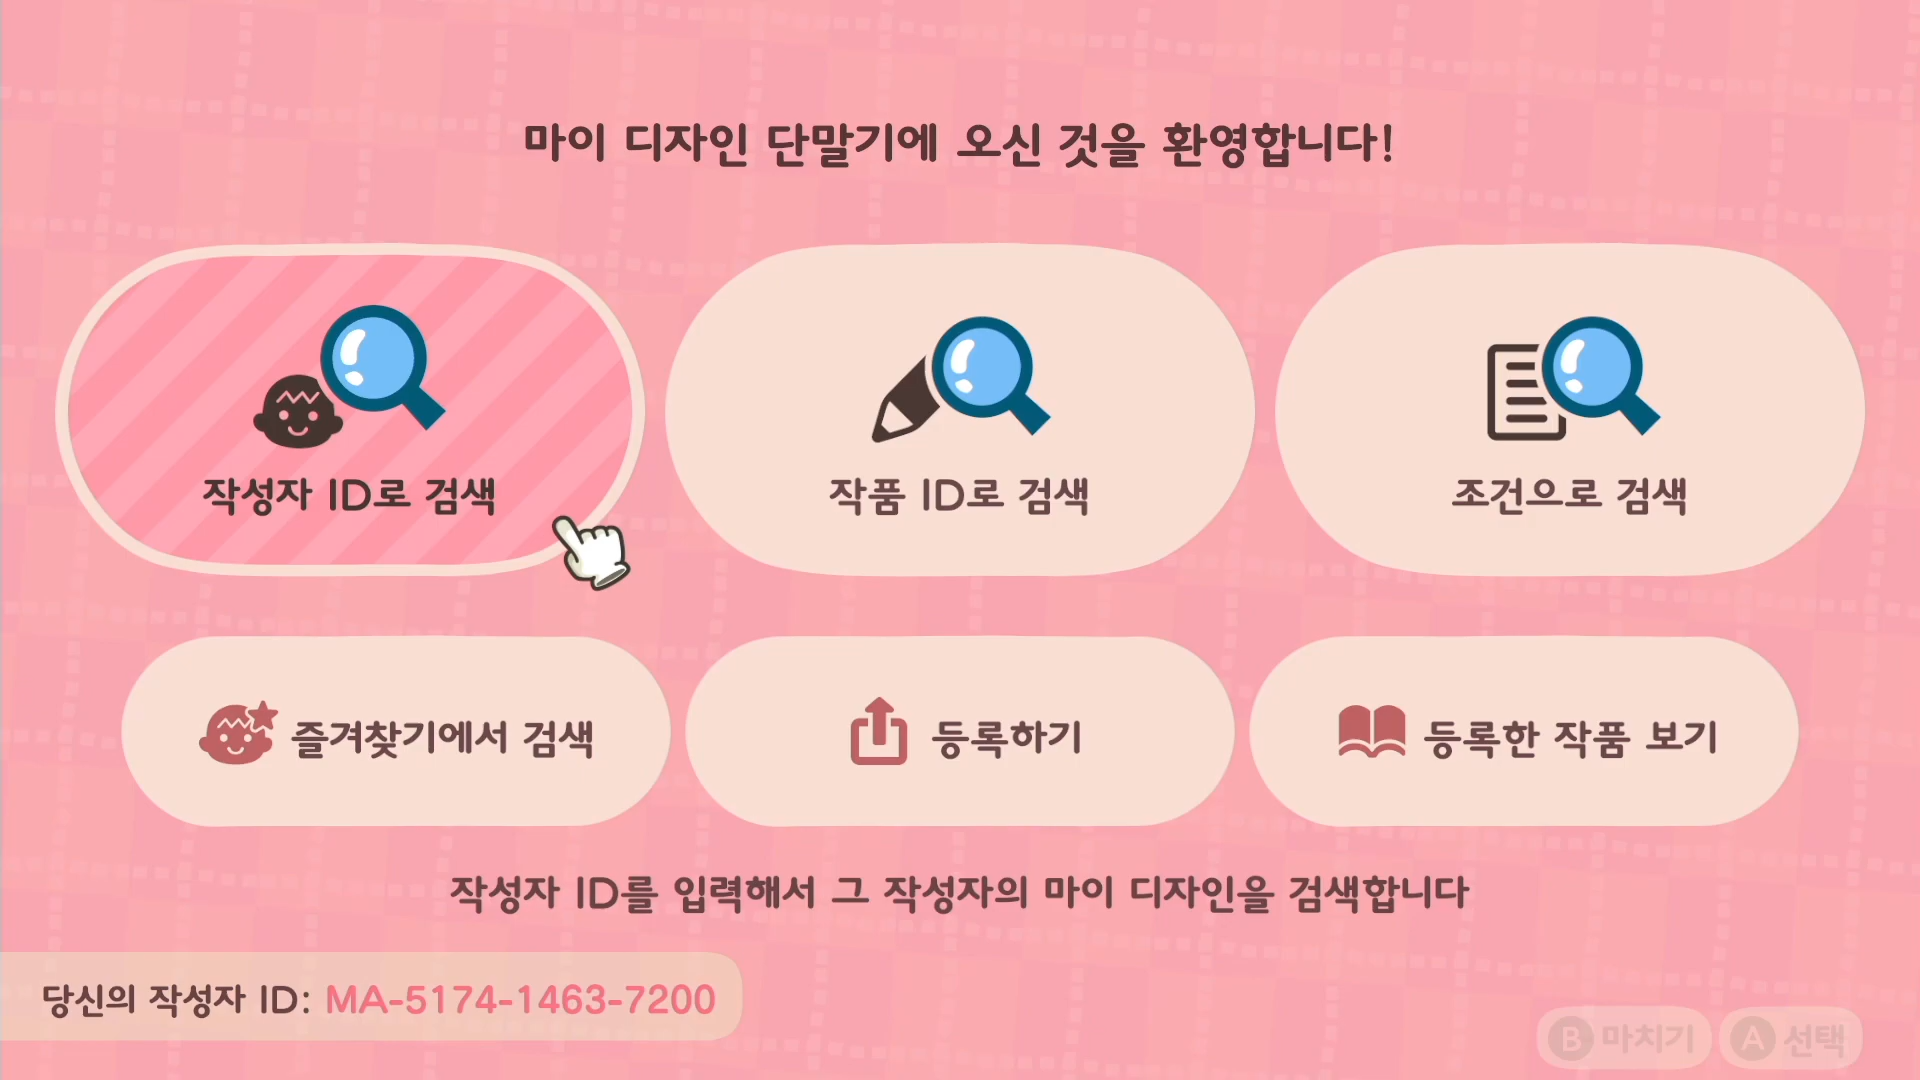 마이 디자인 단말기에 오신 것을 환영합니다!
작성자 ID로 검색
작품 ID로 검색
조건으로 검색
즐겨찾기에서 검색
등록하기
등록한 작품 보기
작성자 ID를 입력해서 그 작성자의 마이 디자인을 검색합니다
당신의 작성자 ID: MA-5174-1463-7200
B 마치기
A 선택